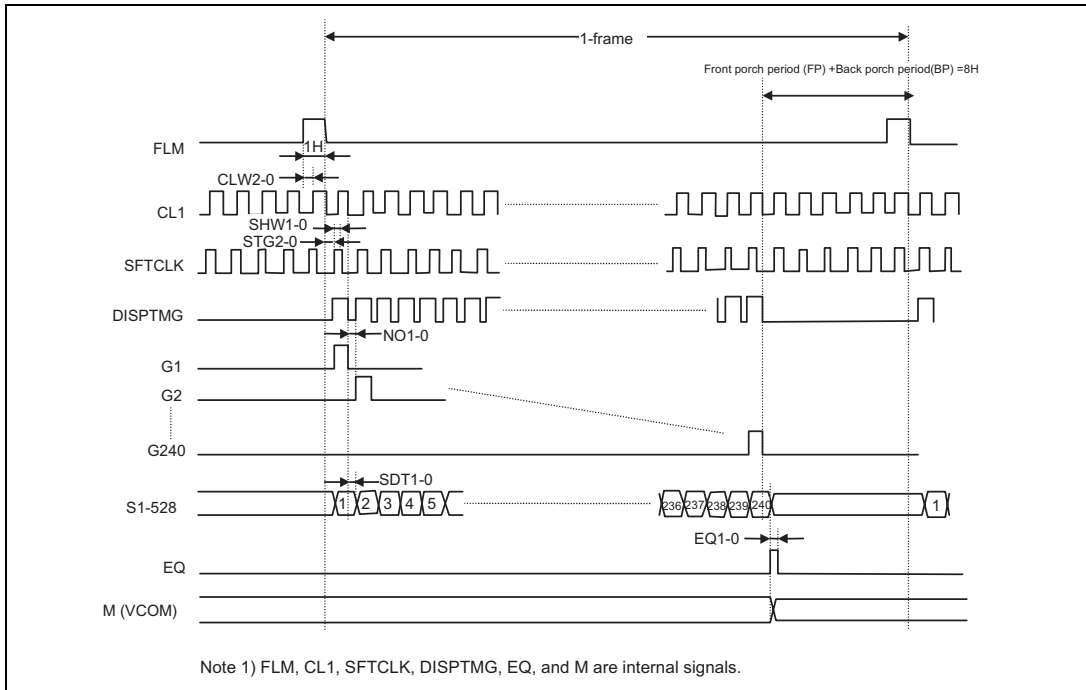 1-frame
Front porch period (FP) +Back porch period(BP) =8H
FLM
1H
CLW2-0
CL1
SHW1-0
STG2-0
SFTCLK
DISPTMG
NO1-0
G1
G2
G240
SDT1-0
S1-528
1 2 3 4 5 236 237 238 239 240 1
EQ1-0
EQ
M (VCOM)
Note 1) FLM, CL1, SFTCLK, DISPTMG, EQ, and M are internal signals.